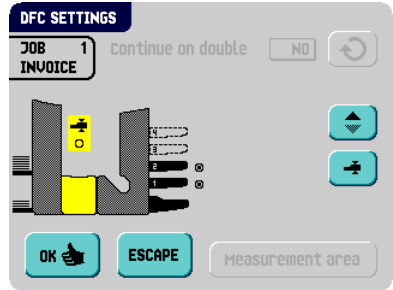 DFC SETTINGS
JOB 1
INVOICE
Continue on double NO
4
3
2
1
OK
ESCAPE
Measurement area